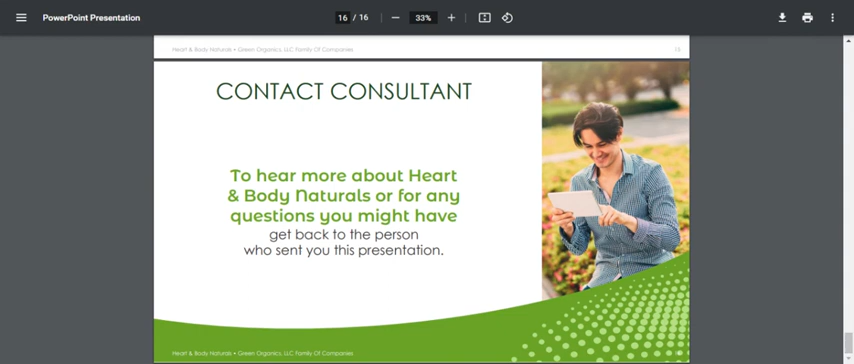 PowerPoint Presentation
16 / 16
33%
Heart & Body Naturals • Green Organics, LLC Family Of Companies
CONTACT CONSULTANT
To hear more about Heart
& Body Naturals or for any
questions you might have
get back to the person
who sent you this presentation.
Heart & Body Naturals • Green Organics, LLC Family Of Companies